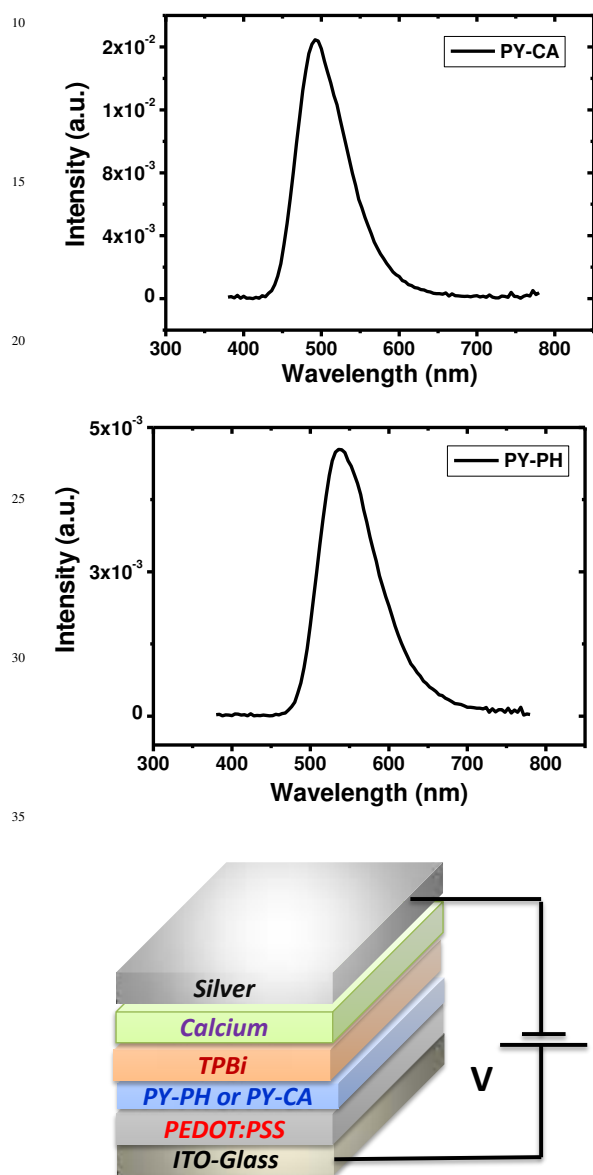 10
2x10⁻²
1x10⁻²
8x10⁻³
4x10⁻³
0
Intensity (a.u.)
PY-CA
15
20
300 400 500 600 700 800
Wavelength (nm)
5x10⁻³
3x10⁻³
0
Intensity (a.u.)
PY-PH
25
30
300 400 500 600 700 800
Wavelength (nm)
35
Silver
Calcium
TPBi
PY-PH or PY-CA
PEDOT:PSS
ITO-Glass
V